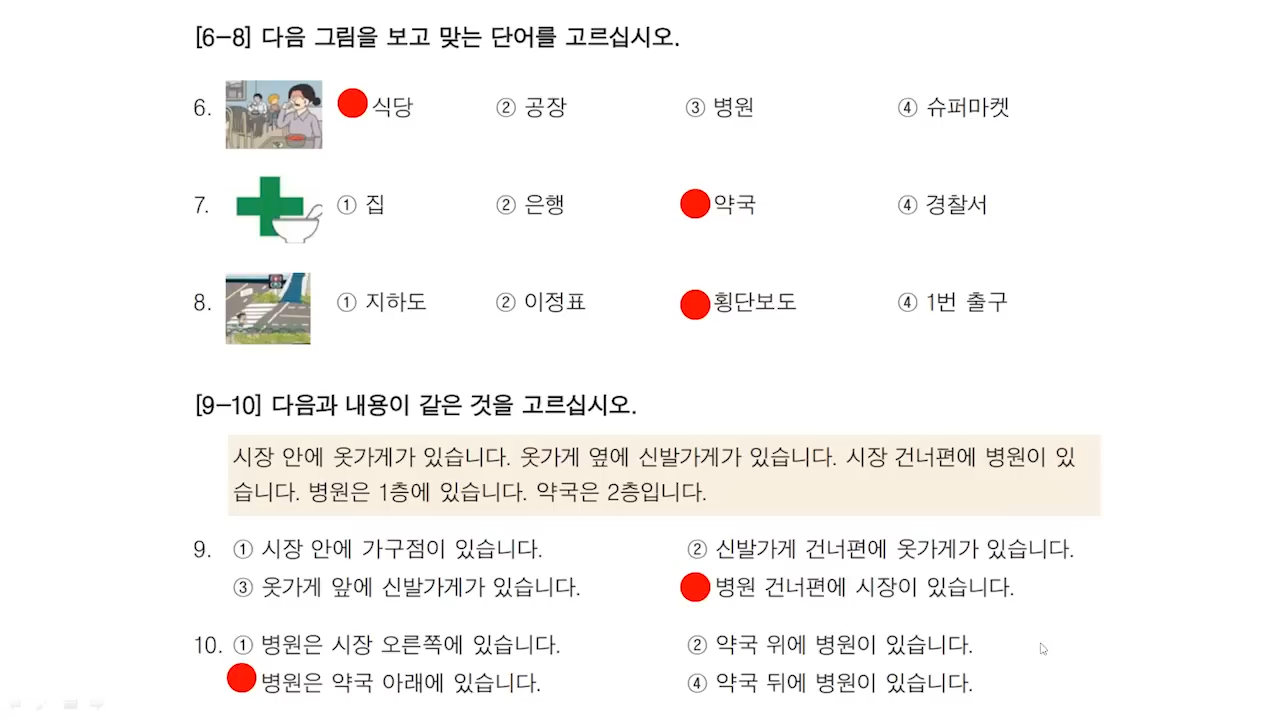 [6-8] 다음 그림을 보고 맞는 단어를 고르십시오.
6. 식당 ② 공장 ③ 병원 ④ 슈퍼마켓
7. ① 집 ② 은행 약국 ④ 경찰서
8. ① 지하도 ② 이정표 횡단보도 ④ 1번 출구
[9-10] 다음과 내용이 같은 것을 고르십시오.
시장 안에 옷가게가 있습니다. 옷가게 옆에 신발가게가 있습니다. 시장 건너편에 병원이 있
습니다. 병원은 1층에 있습니다. 약국은 2층입니다.
9. ① 시장 안에 가구점이 있습니다. ② 신발가게 건너편에 옷가게가 있습니다.
③ 옷가게 앞에 신발가게가 있습니다. 병원 건너편에 시장이 있습니다.
10. ① 병원은 시장 오른쪽에 있습니다. ② 약국 위에 병원이 있습니다.
병원은 약국 아래에 있습니다. ④ 약국 뒤에 병원이 있습니다.